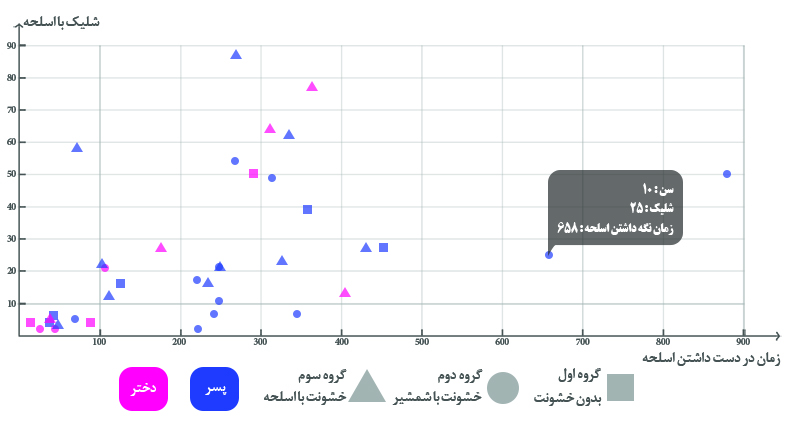 شلیک با اسلحه
90
80
70
60
50
40
30
20
10
سن : ۱۰
شلیک : ۲۵
زمان نگه داشتن اسلحه : ۶۵۸
100
200
300
400
500
600
700
800
900
زمان در دست داشتن اسلحه
گروه اول
بدون خشونت
گروه دوم
خشونت با شمشیر
گروه سوم
خشونت با اسلحه
پسر
دختر